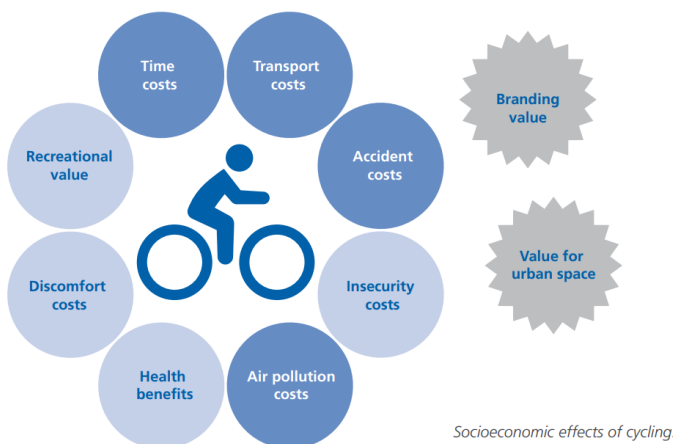 Time
costs
Transport
costs
Branding
value
Recreational
value
Accident
costs
Discomfort
costs
Insecurity
costs
Value for
urban space
Health
benefits
Air pollution
costs
Socioeconomic effects of cycling.